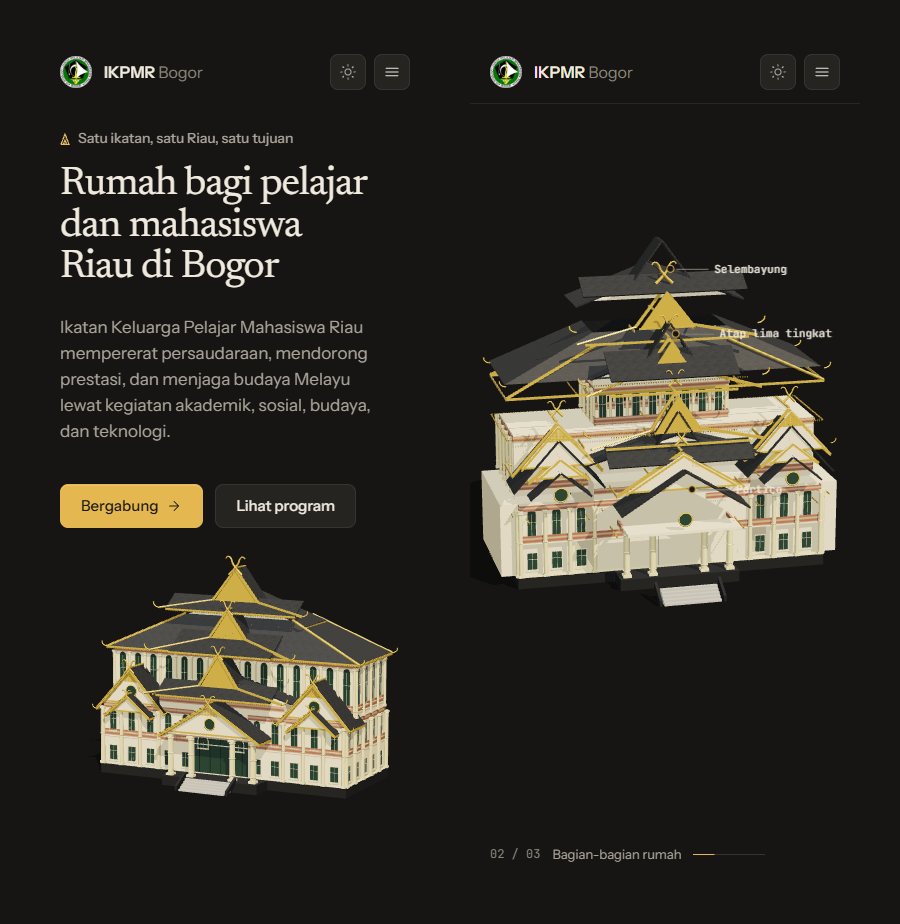 IKPMR Bogor
Satu ikatan, satu Riau, satu tujuan
Rumah bagi pelajar
dan mahasiswa
Riau di Bogor
Ikatan Keluarga Pelajar Mahasiswa Riau
mempererat persaudaraan, mendorong
prestasi, dan menjaga budaya Melayu
lewat kegiatan akademik, sosial, budaya,
dan teknologi.
Bergabung →
Lihat program
IKPMR Bogor
Selembayung
Atap lima tingkat
02 / 03 Bagian-bagian rumah